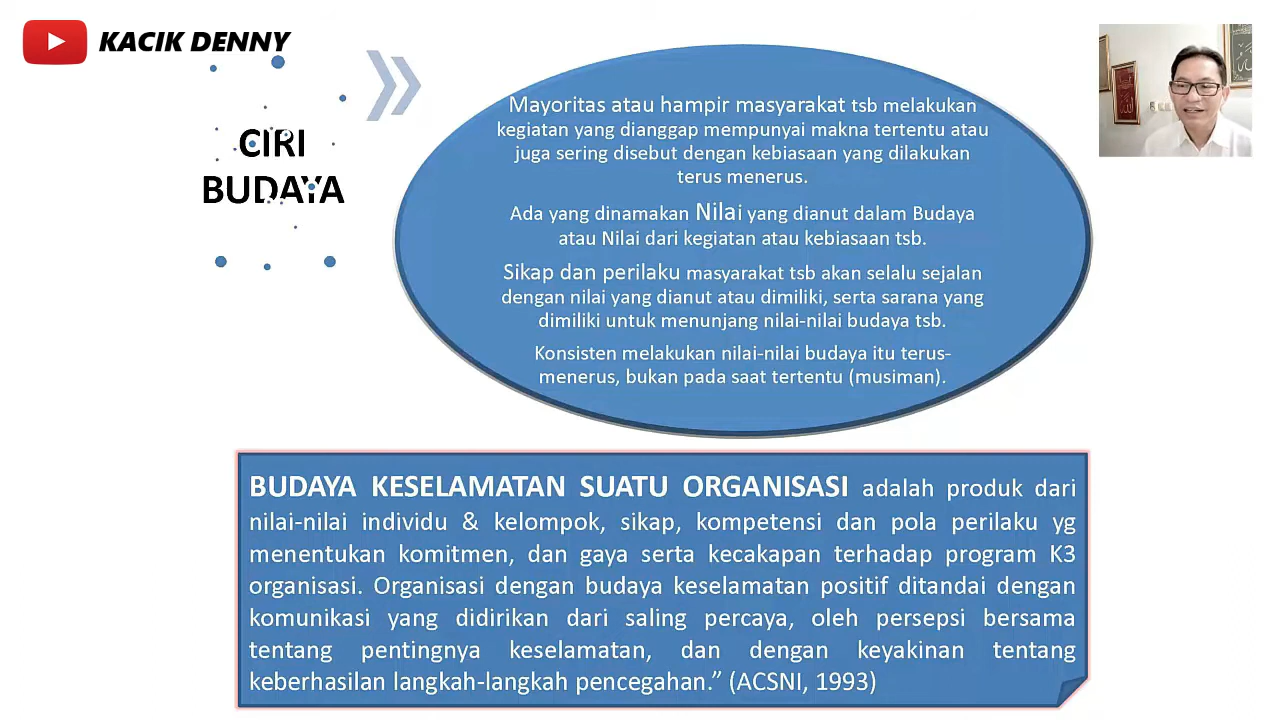 KACIK DENNY
CIRI
BUDAYA
Mayoritas atau hampir masyarakat tsb melakukan
kegiatan yang dianggap mempunyai makna tertentu atau
juga sering disebut dengan kebiasaan yang dilakukan
terus menerus.
Ada yang dinamakan Nilai yang dianut dalam Budaya
atau Nilai dari kegiatan atau kebiasaan tsb.
Sikap dan perilaku masyarakat tsb akan selalu sejalan
dengan nilai yang dianut atau dimiliki, serta sarana yang
dimiliki untuk menunjang nilai-nilai budaya tsb.
Konsisten melakukan nilai-nilai budaya itu terus-
menerus, bukan pada saat tertentu (musiman).
BUDAYA KESELAMATAN SUATU ORGANISASI adalah produk dari
nilai-nilai individu & kelompok, sikap, kompetensi dan pola perilaku yg
menentukan komitmen, dan gaya serta kecakapan terhadap program K3
organisasi. Organisasi dengan budaya keselamatan positif ditandai dengan
komunikasi yang didirikan dari saling percaya, oleh persepsi bersama
tentang pentingnya keselamatan, dan dengan keyakinan tentang
keberhasilan langkah-langkah pencegahan.” (ACSNI, 1993)